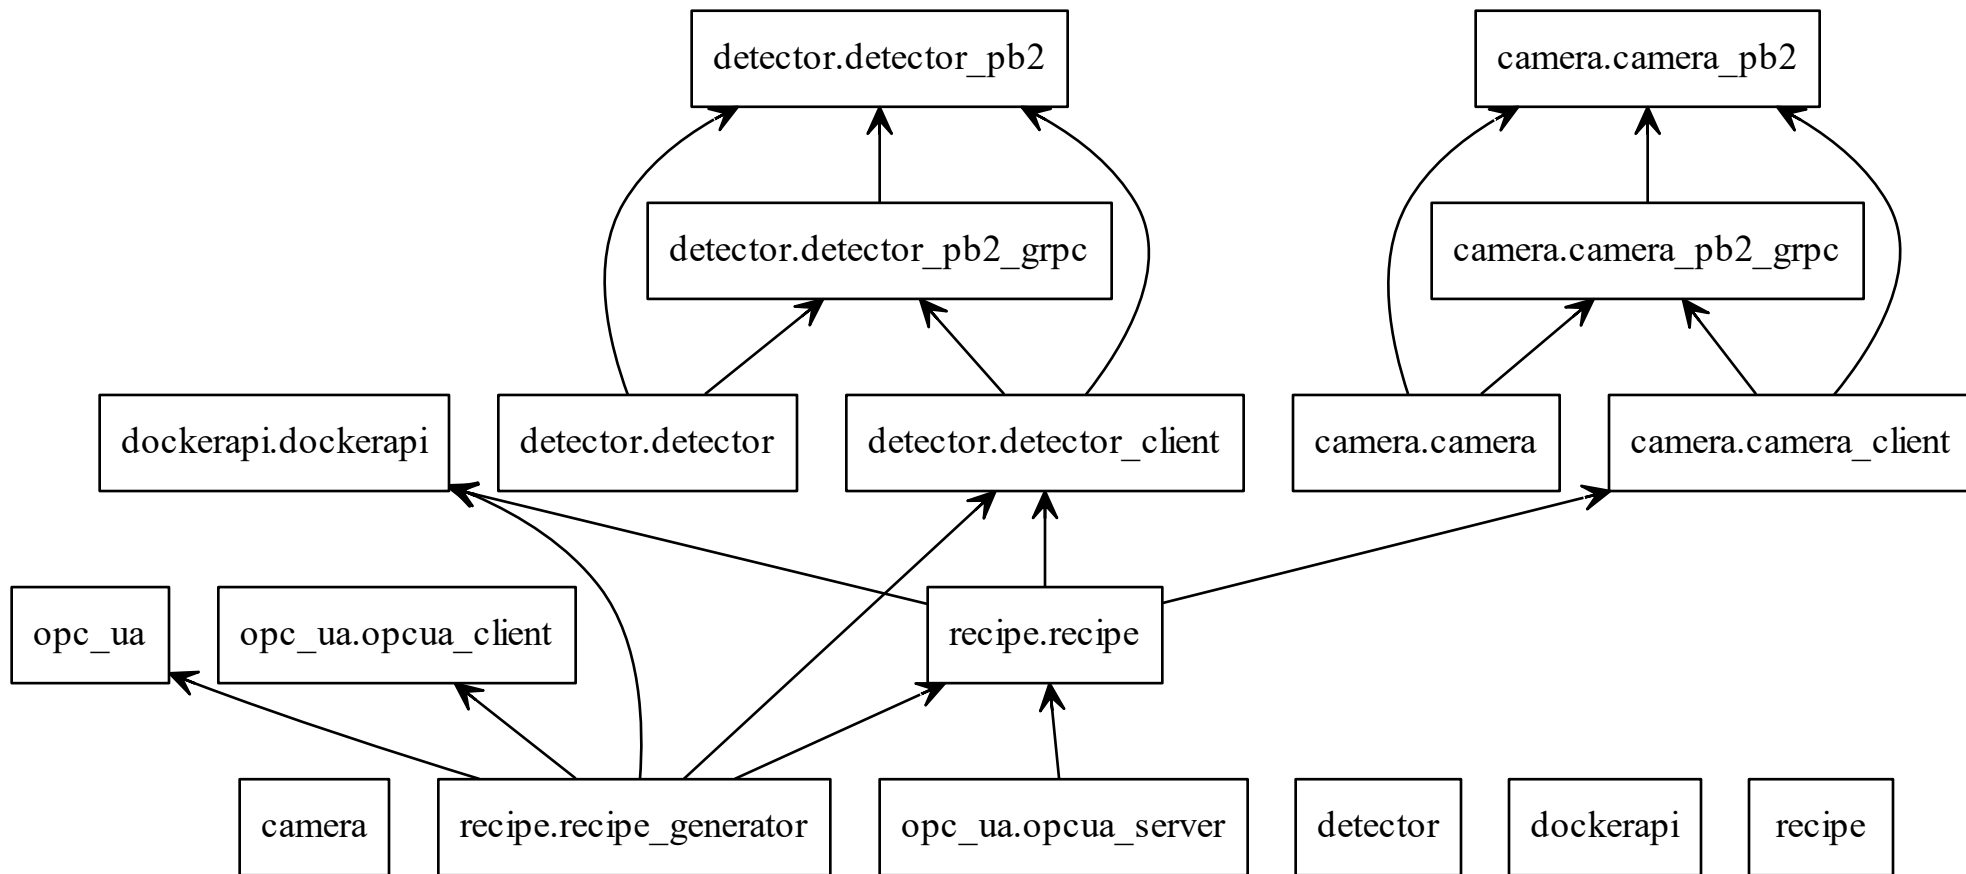 detector.detector_pb2
camera.camera_pb2
detector.detector_pb2_grpc
camera.camera_pb2_grpc
dockerapi.dockerapi
detector.detector
detector.detector_client
camera.camera
camera.camera_client
opc_ua
opc_ua.opcua_client
recipe.recipe
camera
recipe.recipe_generator
opc_ua.opcua_server
detector
dockerapi
recipe